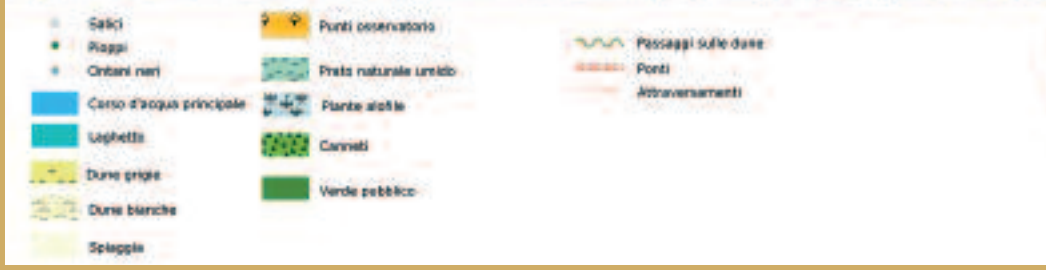 Salici
Pioppi
Ontani neri
Corso d'acqua principale
Laghetto
Dune grigie
Dune bianche
Spiaggia
Punti osservatorio
Prato naturale umido
Piante alofile
Canneti
Verde pubblico
Passaggi sulle dune
Ponti
Attraversamenti